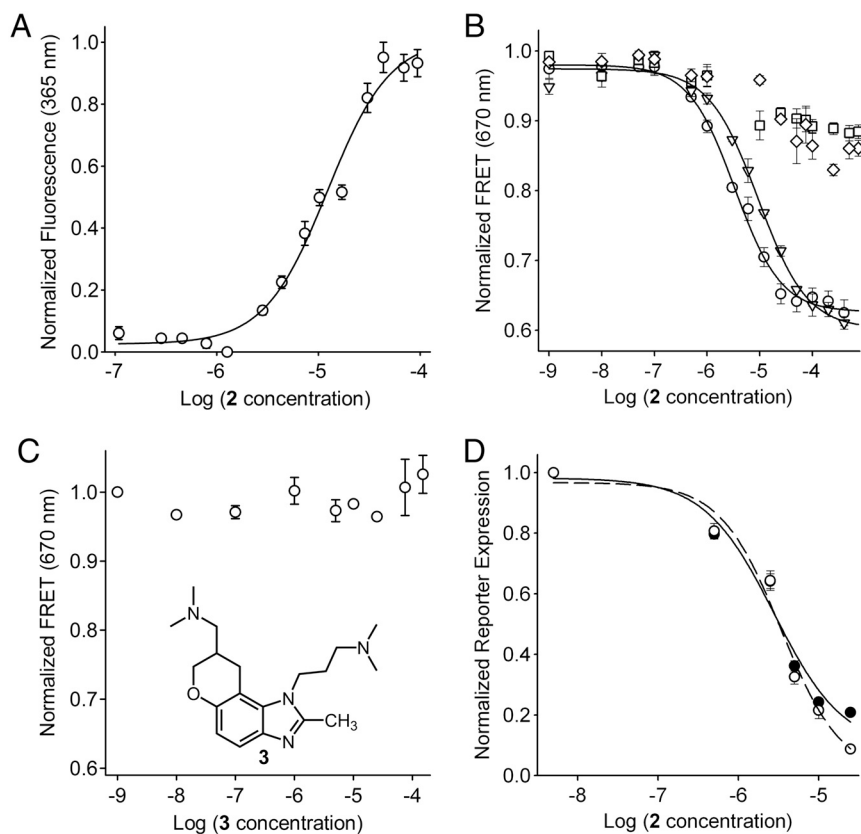 A
Normalized Fluorescence (365 nm)
1.0
0.8
0.6
0.4
0.2
0.0
-7
-6
-5
-4
Log (2 concentration)
B
Normalized FRET (670 nm)
1.0
0.9
0.8
0.7
0.6
-9
-8
-7
-6
-5
-4
Log (2 concentration)
C
Normalized FRET (670 nm)
1.0
0.9
0.8
0.7
0.6
-9
-8
-7
-6
-5
-4
N
N
O
N
N
CH3
3
Log (3 concentration)
D
Normalized Reporter Expression
1.0
0.8
0.6
0.4
0.2
0.0
-8
-7
-6
-5
Log (2 concentration)